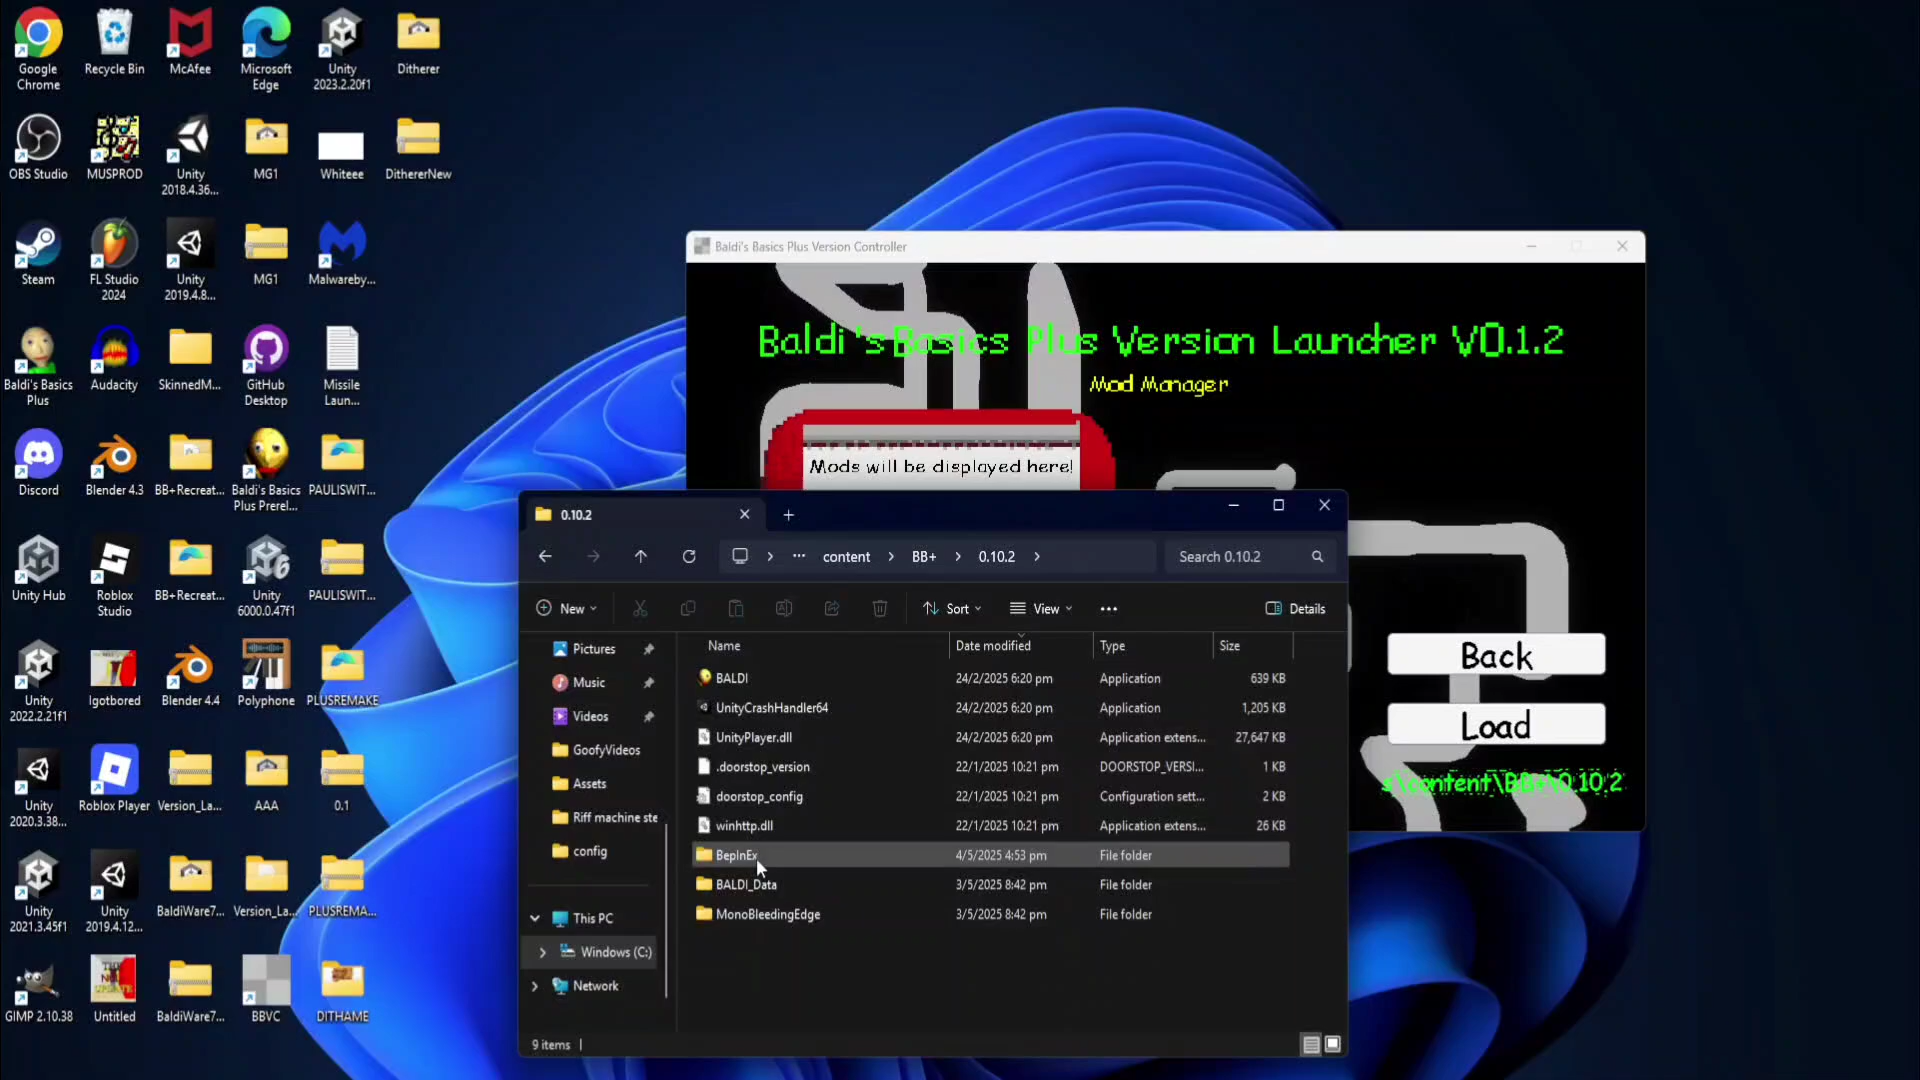 Google
Chrome
Recycle Bin
McAfee
Microsoft
Edge
Unity
2023.2.20f1
Ditherer
OBS Studio
MUSPROD
Unity
2018.4.36...
MG1
Whiteee
DithererNew
Steam
FL Studio
2024
Unity
2019.4.8...
MG1
Malwareby...
Baldi's Basics
Plus
Audacity
SkinnedM...
GitHub
Desktop
Missile
Laun...
Discord
Blender 4.3
BB+Recreat...
Baldi's Basics
Plus Prerel...
PAULISWIT...
Unity Hub
Roblox
Studio
BB+Recreat...
Unity
6000.0.47f1
PAULISWIT...
Unity
2022.2.21f1
Igotbored
Blender 4.4
Polyphone
PLUSREMAKE
Unity
2020.3.38...
Roblox Player
Version_La...
AAA
0.1
Unity
2021.3.45f1
Unity
2019.4.12...
BaldiWare7...
Version_La...
PLUSREMA...
GIMP 2.10.38
Untitled
BaldiWare7...
BBVC
DITHAME
Baldi's Basics Plus Version Controller
Baldi's Basics Plus Version Launcher V0.1.2
Mod Manager
Mods will be displayed here!
Back
Load
s\content\BB+\0.10.2
0.10.2
content
BB+
0.10.2
Search 0.10.2
New
Sort
View
Details
Pictures
Music
Videos
GoofyVideos
Assets
Riff machine ste
config
This PC
Windows (C:)
Network
Name Date modified Type Size
BALDI 24/2/2025 6:20 pm Application 639 KB
UnityCrashHandler64 24/2/2025 6:20 pm Application 1,205 KB
UnityPlayer.dll 24/2/2025 6:20 pm Application extens... 27,647 KB
.doorstop_version 22/1/2025 10:21 pm DOORSTOP_VERSI... 1 KB
doorstop_config 22/1/2025 10:21 pm Configuration sett... 2 KB
winhttp.dll 22/1/2025 10:21 pm Application extens... 26 KB
BepInEx 4/5/2025 4:53 pm File folder
BALDI_Data 3/5/2025 8:42 pm File folder
MonoBleedingEdge 3/5/2025 8:42 pm File folder
9 items